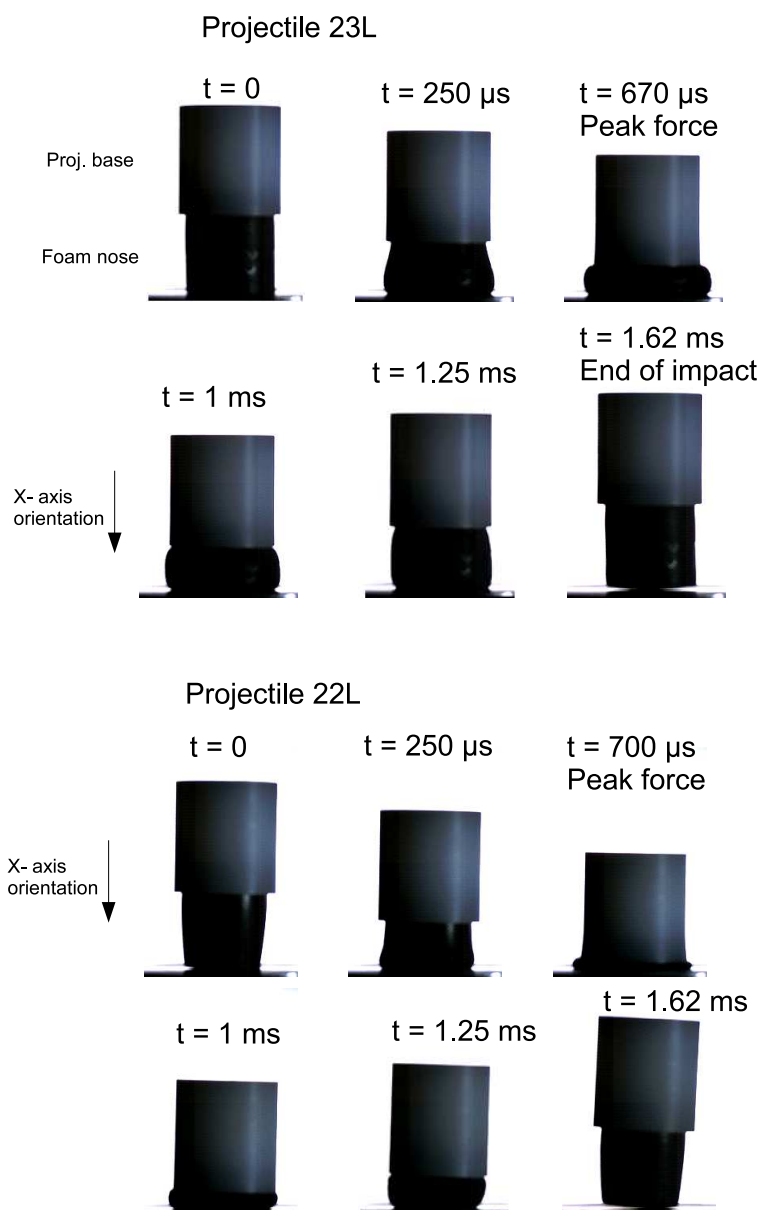 Projectile 23L
t = 0
t = 250 µs
t = 670 µs
Peak force
Proj. base
Foam nose
t = 1 ms
t = 1.25 ms
t = 1.62 ms
End of impact
X- axis
orientation
Projectile 22L
t = 0
t = 250 µs
t = 700 µs
Peak force
X- axis
orientation
t = 1 ms
t = 1.25 ms
t = 1.62 ms